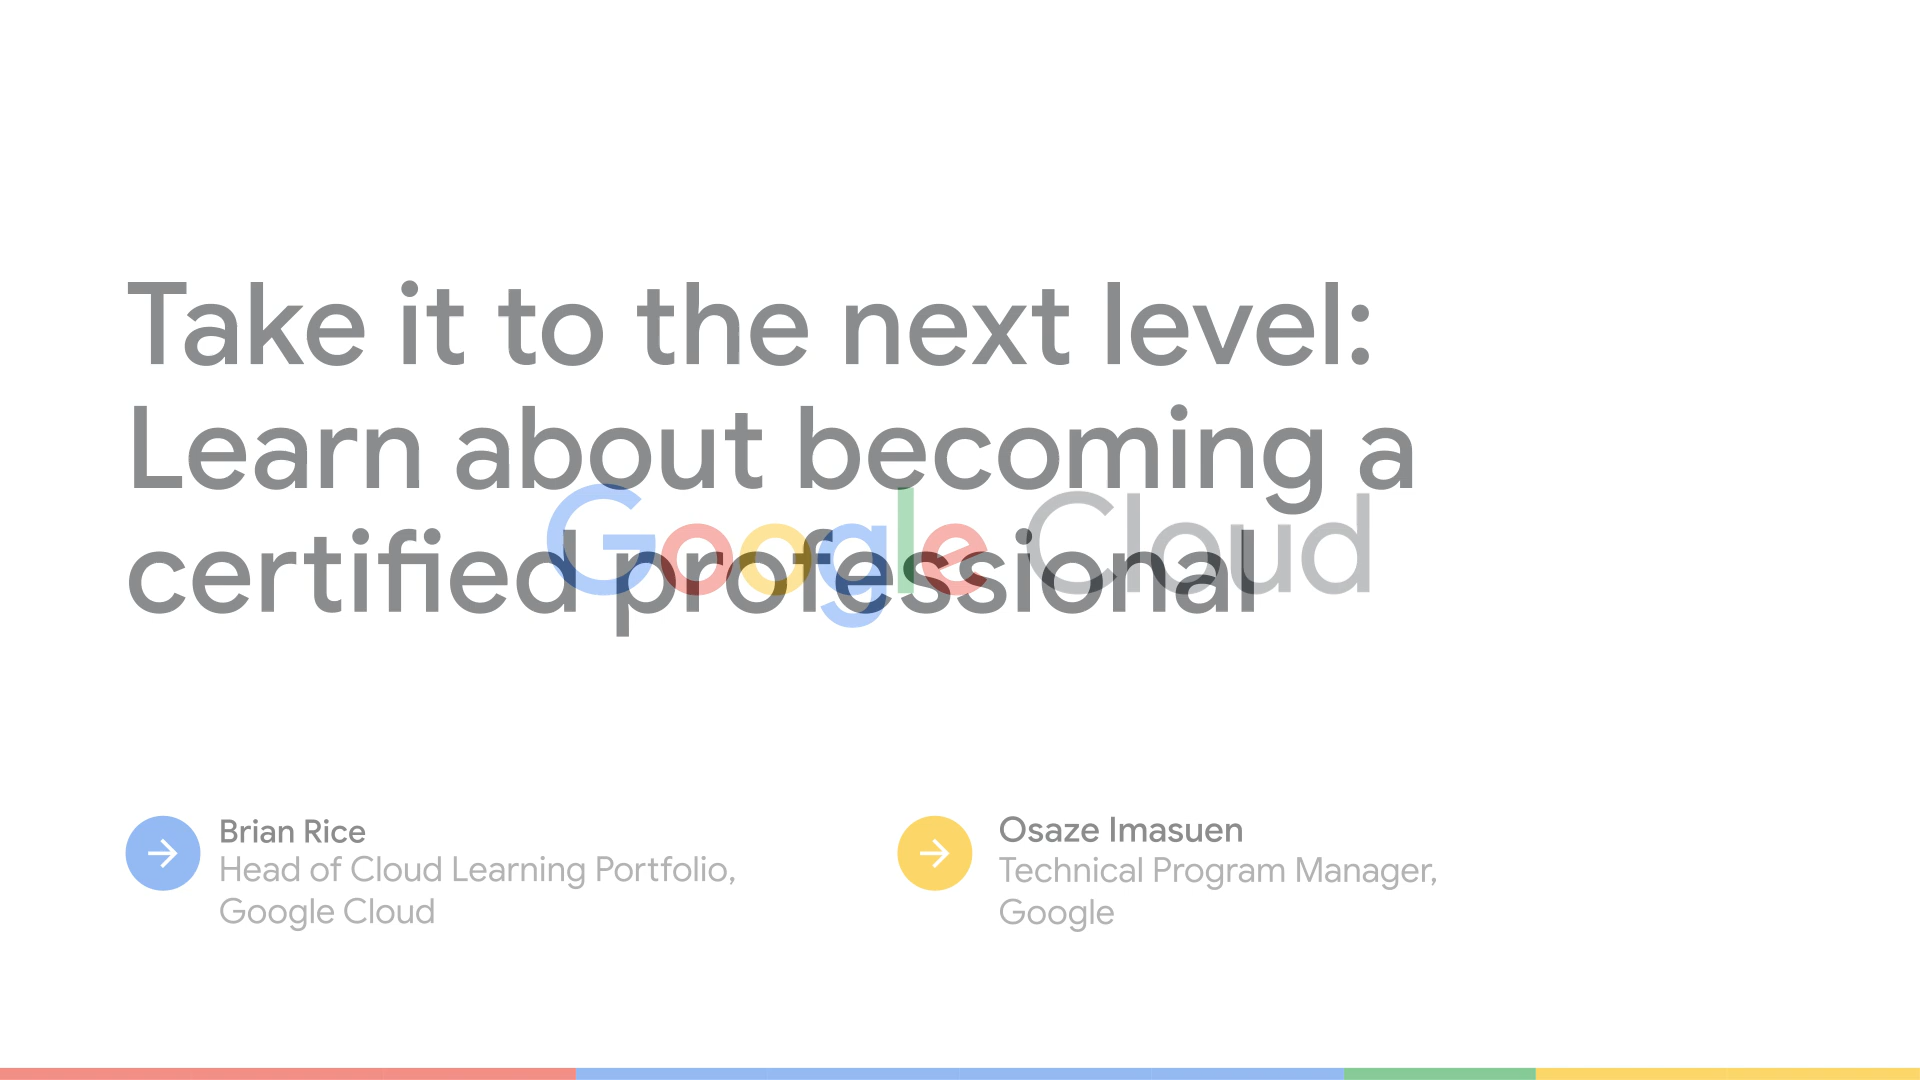 Take it to the next level:
Learn about becoming a
certified professional
Google Cloud
Brian Rice
Head of Cloud Learning Portfolio,
Google Cloud
Osaze Imasuen
Technical Program Manager,
Google